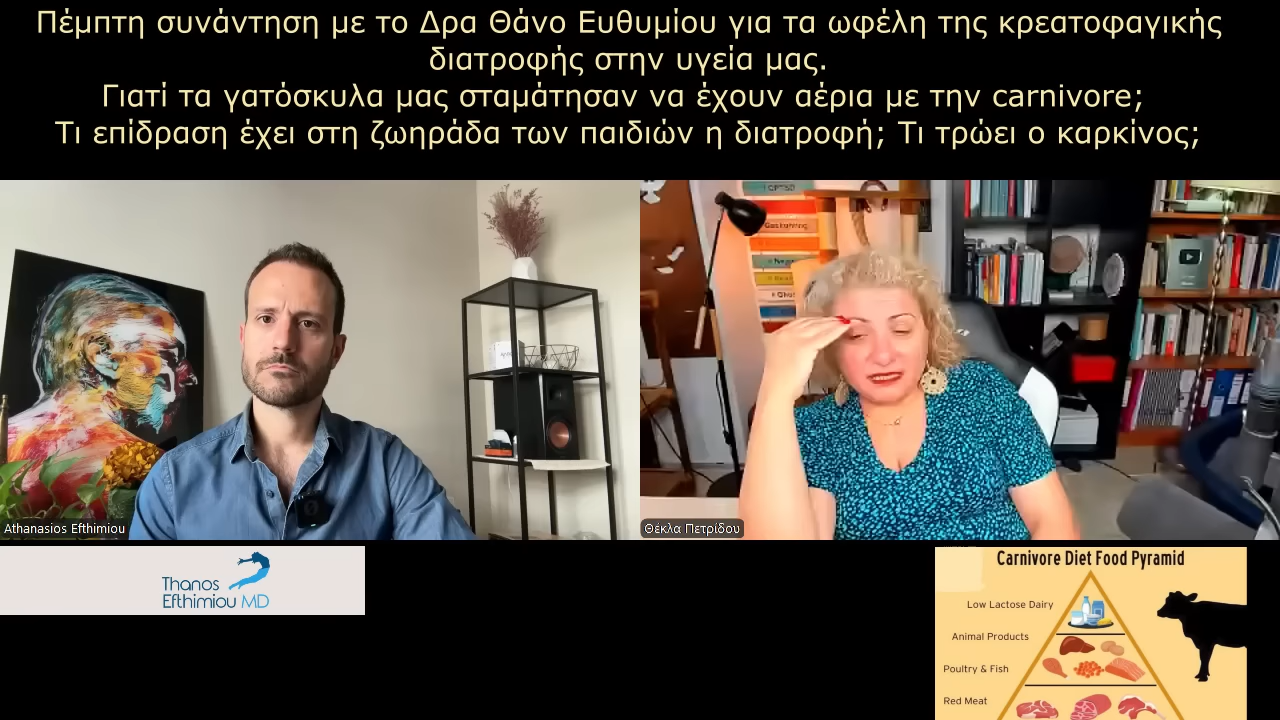 Πέμπτη συνάντηση με το Δρα Θάνο Ευθυμίου για τα ωφέλη της κρεατοφαγικής
διατροφής στην υγεία μας.
Γιατί τα γατόσκυλα μας σταμάτησαν να έχουν αέρια με την carnivore;
Τι επίδραση έχει στη ζωηράδα των παιδιών η διατροφή; Τι τρώει ο καρκίνος;
Athanasios Efthimiou
Θέκλα Πετρίδου
Thanos
Efthimiou MD
Carnivore Diet Food Pyramid
Low Lactose Dairy
Animal Products
Poultry & Fish
Red Meat